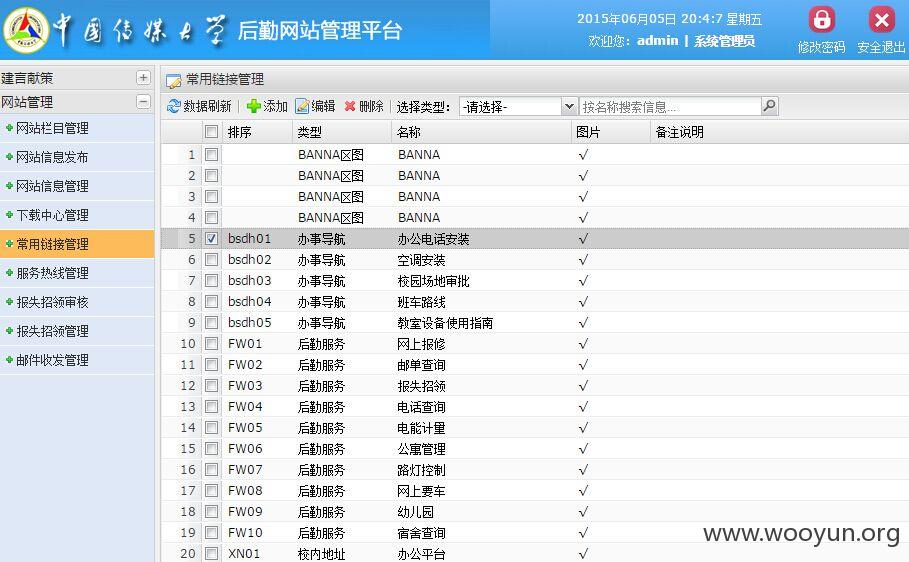 中国传媒大学 后勤网站管理平台
2015年06月05日 20:4:7 星期五
欢迎您：admin | 系统管理员
修改密码 安全退出
建言献策
网站管理
网站栏目管理
网站信息发布
网站信息管理
下载中心管理
常用链接管理
服务热线管理
报失招领审核
报失招领管理
邮件收发管理
常用链接管理
数据刷新 添加 编辑 删除 选择类型： -请选择- 按名称搜索信息...
排序 类型 名称 图片 备注说明
1 BANNA区图 BANNA √
2 BANNA区图 BANNA √
3 BANNA区图 BANNA √
4 BANNA区图 BANNA √
5 bsdh01 办事导航 办公电话安装 √
6 bsdh02 办事导航 空调安装 √
7 bsdh03 办事导航 校园场地审批 √
8 bsdh04 办事导航 班车路线 √
9 bsdh05 办事导航 教室设备使用指南 √
10 FW01 后勤服务 网上报修 √
11 FW02 后勤服务 邮单查询 √
12 FW03 后勤服务 报失招领 √
13 FW04 后勤服务 电话查询 √
14 FW05 后勤服务 电能计量 √
15 FW06 后勤服务 公寓管理 √
16 FW07 后勤服务 路灯控制 √
17 FW08 后勤服务 网上要车 √
18 FW09 后勤服务 幼儿园 √
19 FW10 后勤服务 宿舍查询 √
20 XN01 校内地址 办公平台 √
www.wooyun.org